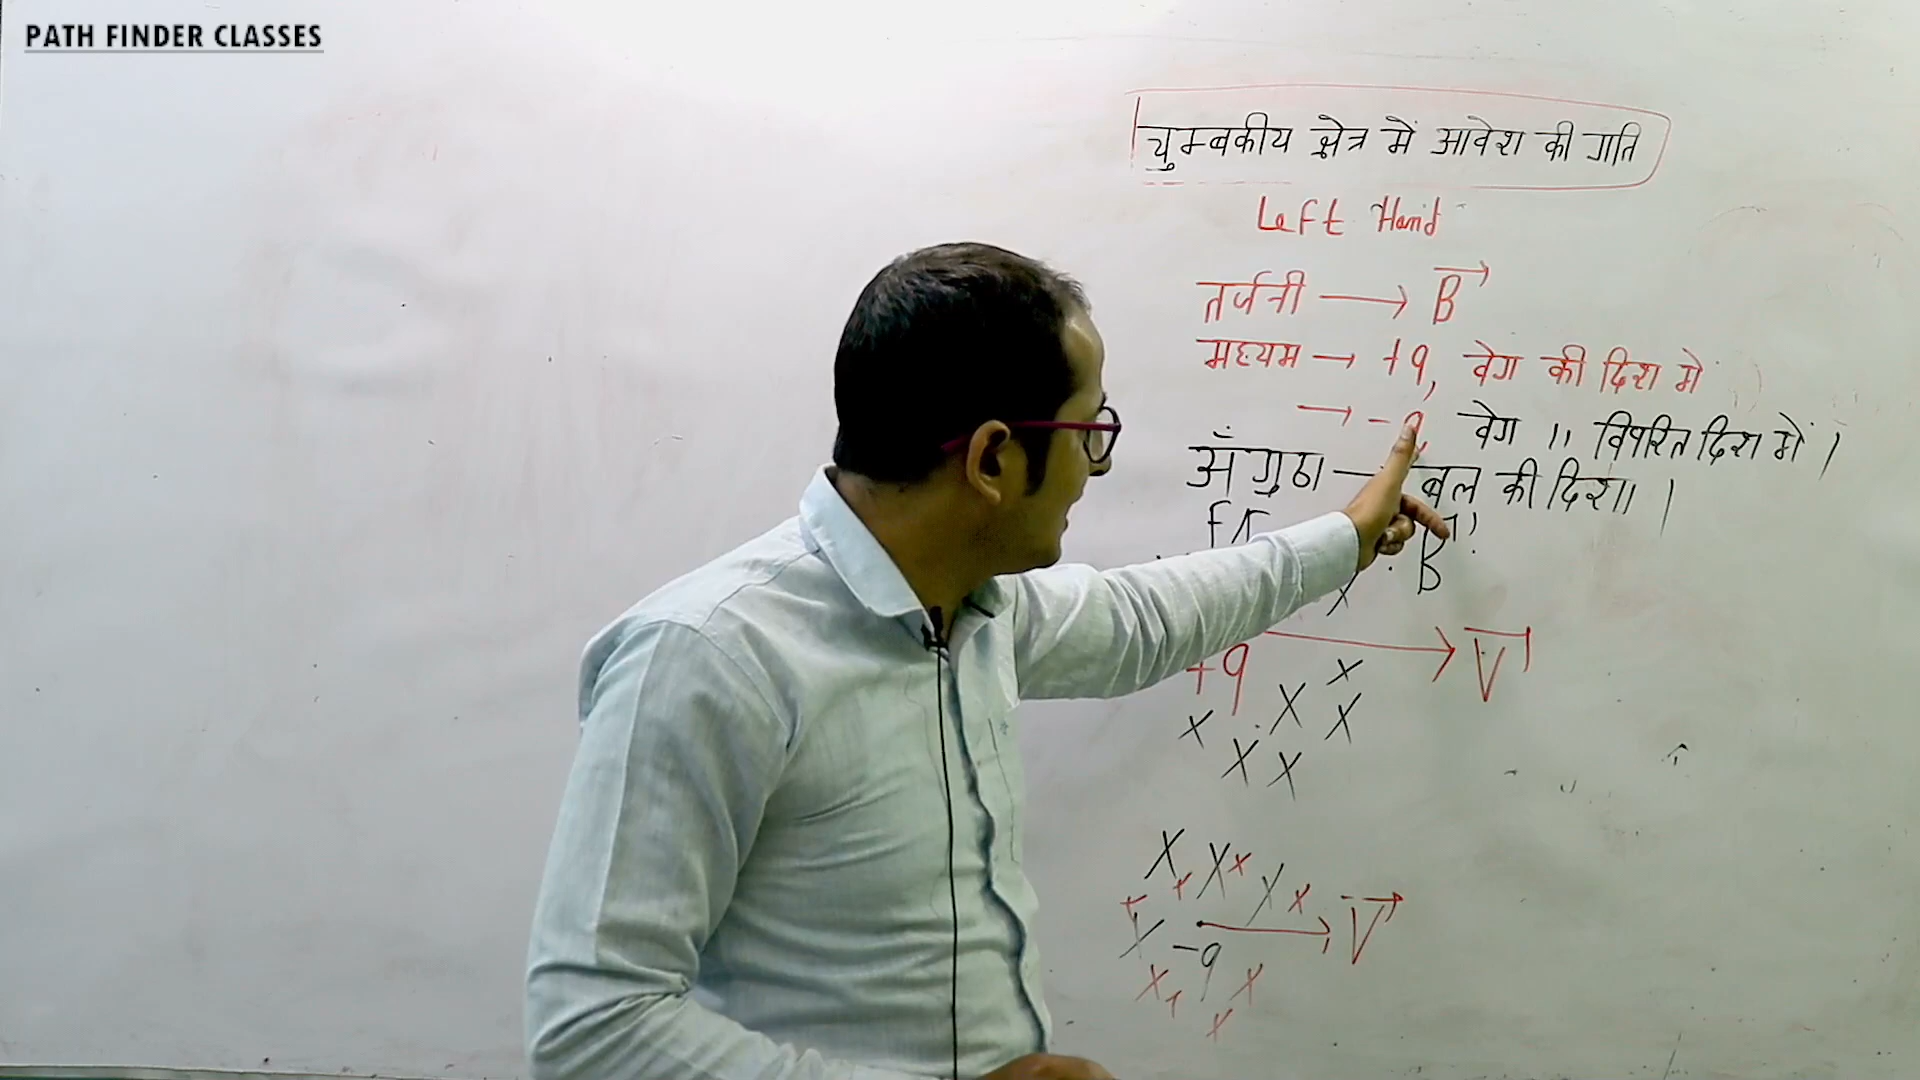 PATH FINDER CLASSES
चुम्बकीय क्षेत्र में आवेश की गति
Left Hand
तर्जनी → B
मध्यम → +q, वेग की दिशा में
→ -q, वेग " विपरित दिशा में ।
अँगुठा — बल की दिशा ।
F
B
X
+q → V
X
X X X
X X
X X x
x x X x
X -q → V
x x x
x